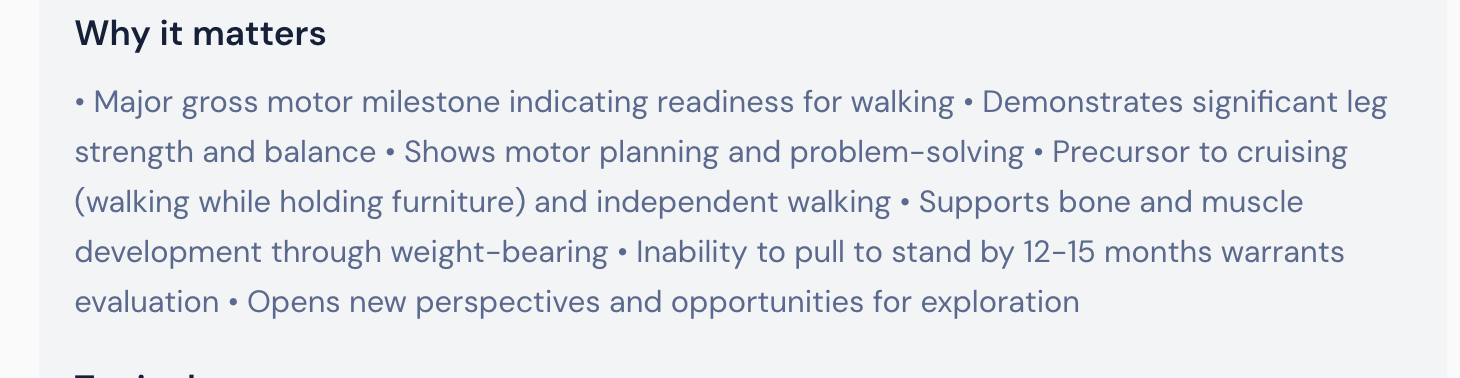 Why it matters
• Major gross motor milestone indicating readiness for walking • Demonstrates significant leg
strength and balance • Shows motor planning and problem-solving • Precursor to cruising
(walking while holding furniture) and independent walking • Supports bone and muscle
development through weight-bearing • Inability to pull to stand by 12-15 months warrants
evaluation • Opens new perspectives and opportunities for exploration